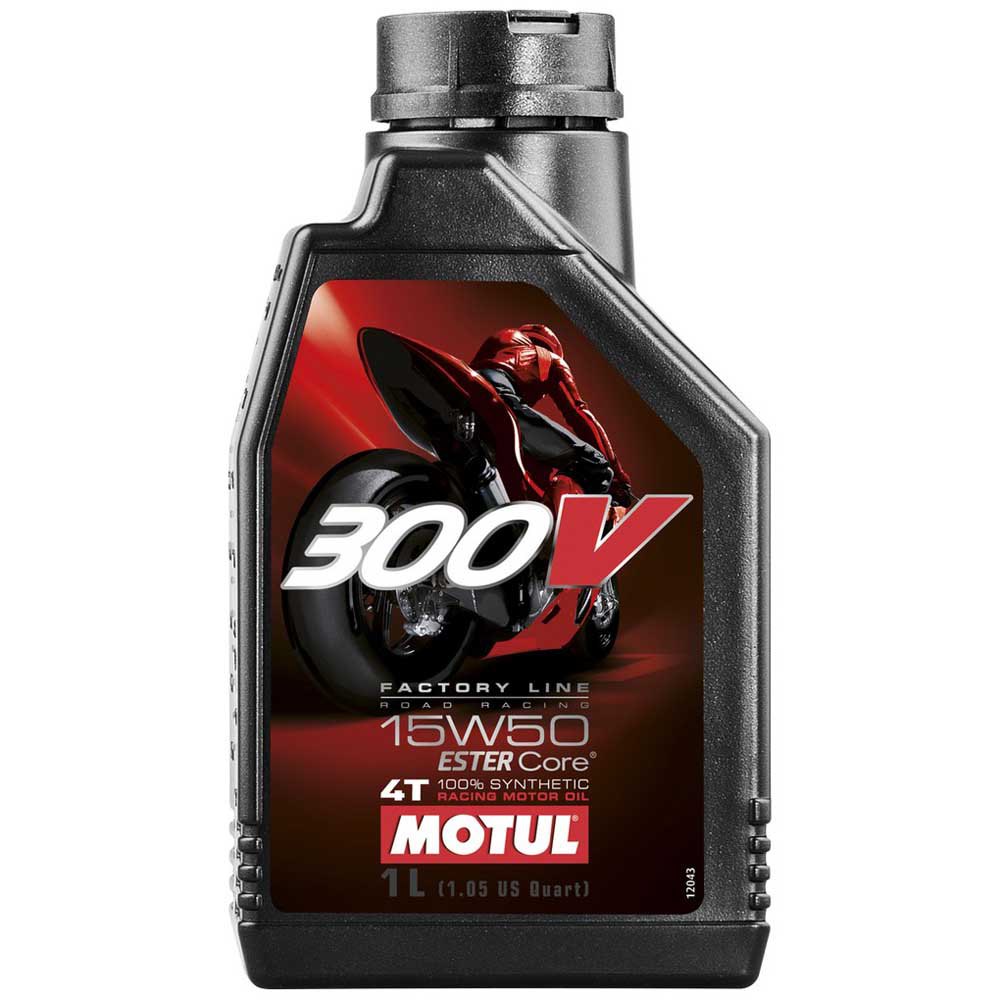 300V
FACTORY LINE
ROAD RACING
15W50
ESTER Core®
4T 100% SYNTHETIC
RACING MOTOR OIL
MOTUL®
1L (1.05 US Quart)
12043